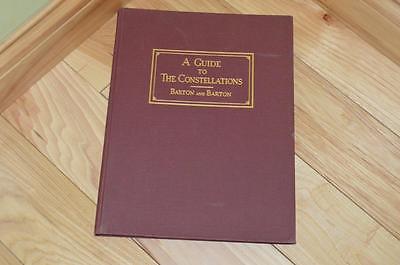 A Guide
to
The Constellations
Barton and Barton